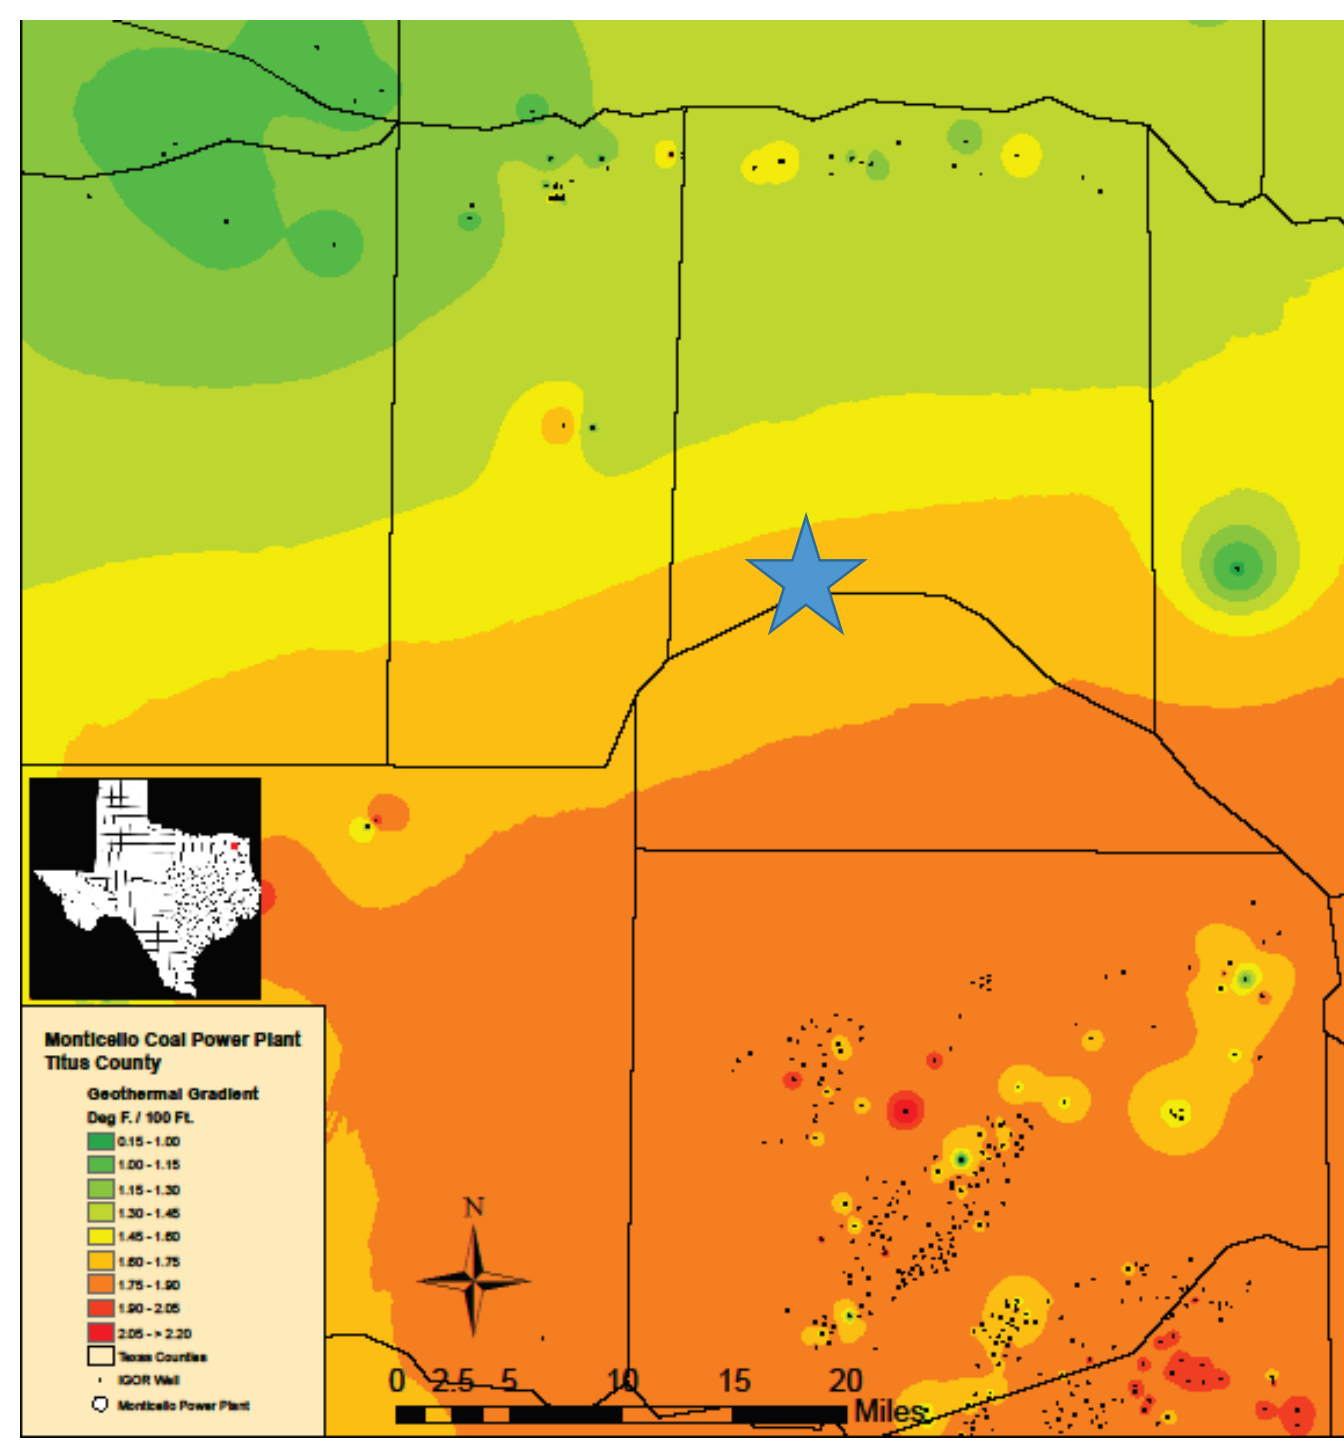 Monticello Coal Power Plant
Titus County
Geothermal Gradient
Deg F. / 100 Ft.
0.15 - 1.00
1.00 - 1.15
1.15 - 1.30
1.30 - 1.45
1.45 - 1.60
1.60 - 1.75
1.75 - 1.90
1.90 - 2.05
2.05 - > 2.20
Texas Counties
IGOR Well
Monticello Power Plant
N
0 2.5 5 10 15 20
Miles